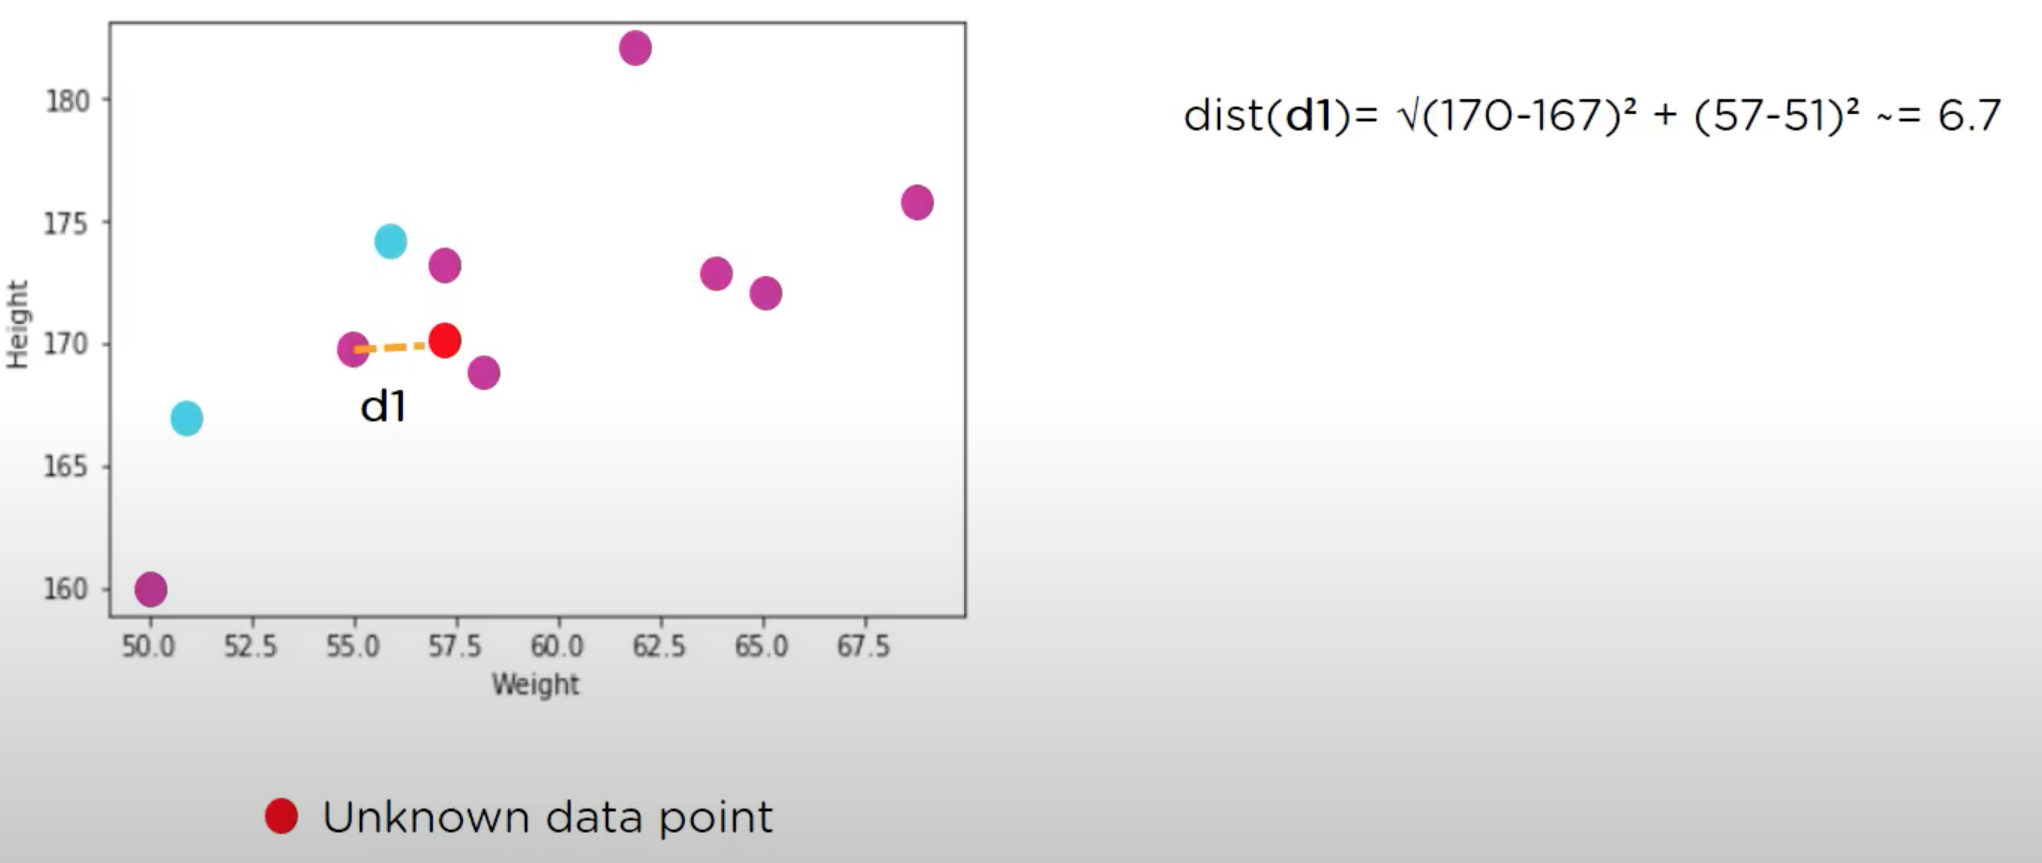 dist(d1)= √(170-167)² + (57-51)² ~= 6.7
180
175
170
165
160
Height
d1
50.0 52.5 55.0 57.5 60.0 62.5 65.0 67.5
Weight
Unknown data point